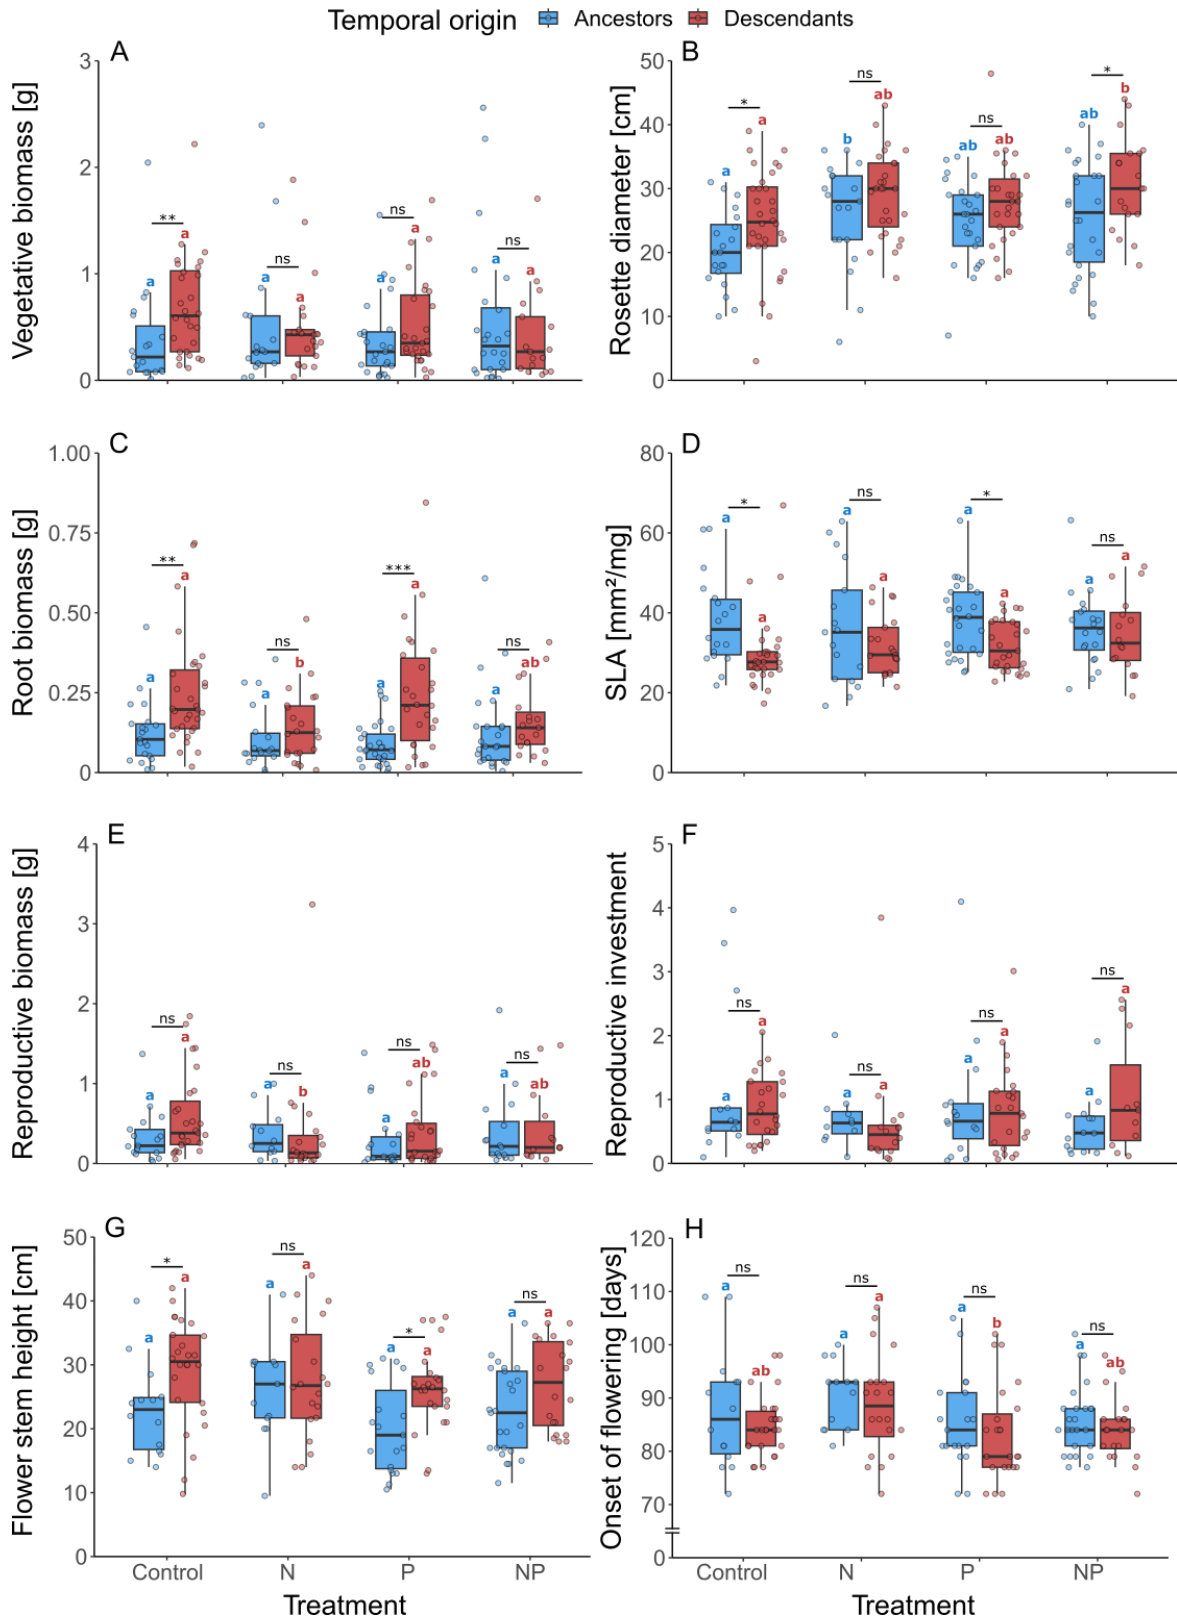 Temporal origin Ancestors Descendants
A
Vegetative biomass [g]
3
2
1
0
a ** a
a ns a
a ns a
a ns a
B
Rosette diameter [cm]
50
40
30
20
10
0
a * a
b ns ab
ab ns ab
ab * b
C
Root biomass [g]
1.00
0.75
0.50
0.25
0
a ** a
a ns b
a *** a
a ns ab
D
SLA [mm²/mg]
80
60
40
20
0
a * a
a ns a
a * a
a ns a
E
Reproductive biomass [g]
4
3
2
1
0
a ns a
a ns b
a ns ab
a ns ab
F
Reproductive investment
5
4
3
2
1
0
a ns a
a ns a
a ns a
a ns a
G
Flower stem height [cm]
50
40
30
20
10
0
a * a
a ns a
a * a
a ns a
Control N P NP
Treatment
H
Onset of flowering [days]
120
110
100
90
80
70
0
a ns ab
a ns a
a ns b
a ns ab
Control N P NP
Treatment